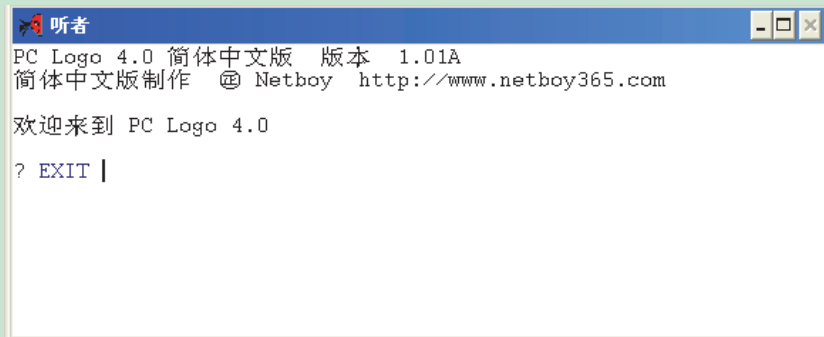 听者
PC Logo 4.0 简体中文版 版本 1.01A
简体中文版制作 Netboy http://www.netboy365.com
欢迎来到 PC Logo 4.0
? EXIT